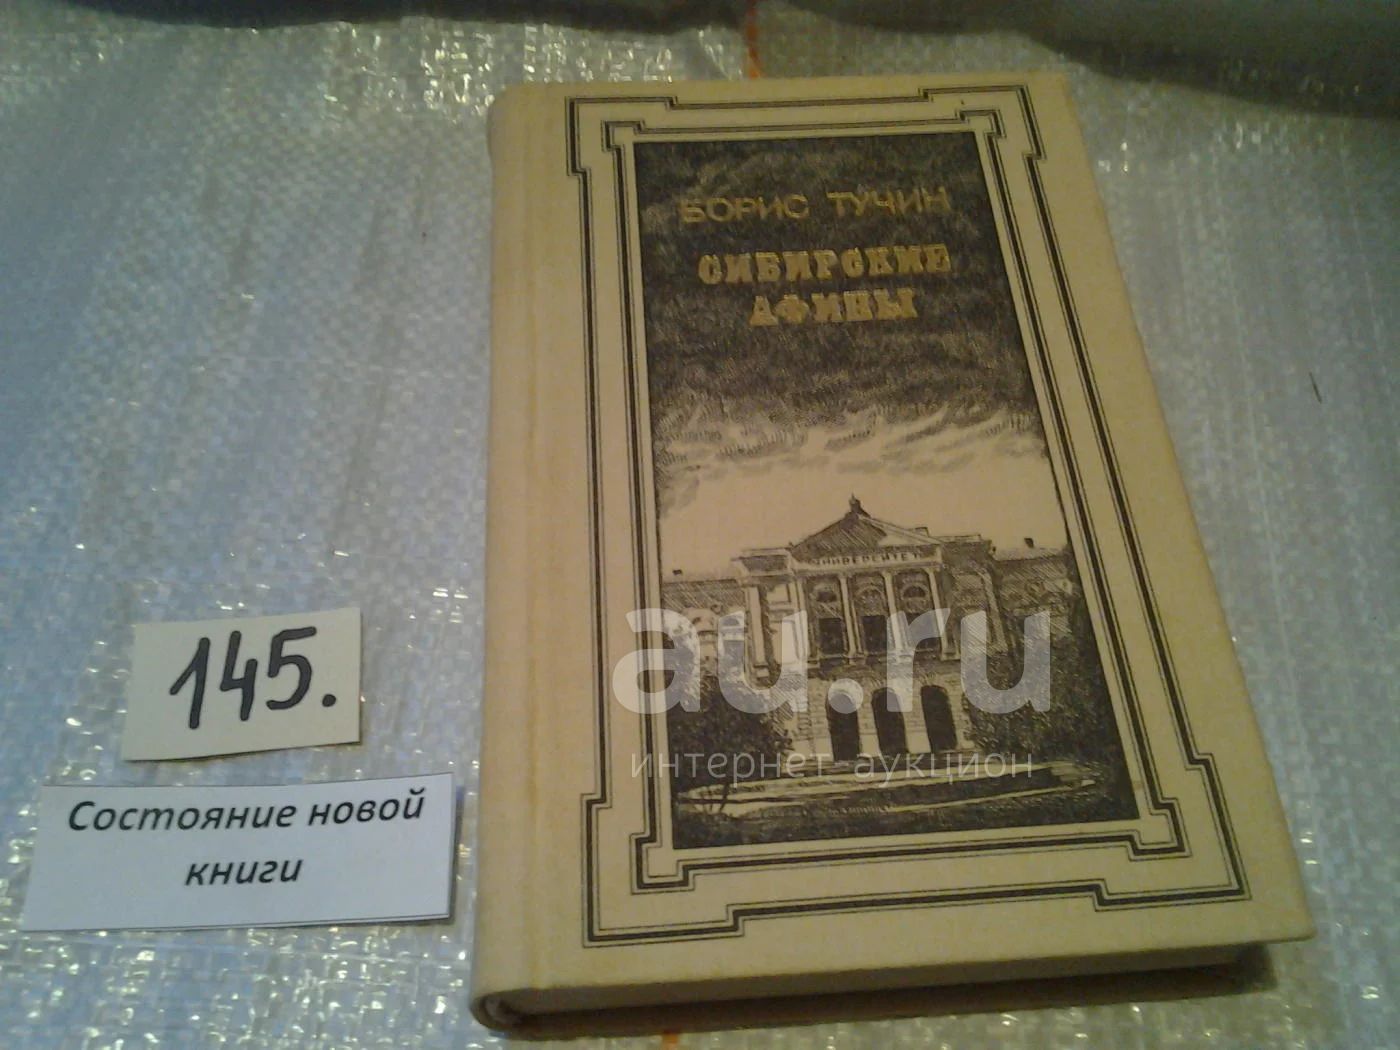 БОРИС ТУЧИН
СИБИРСКИЕ
АФИНЫ
УНИВЕРСИТЕТ
au.ru
интернет аукцион
145.
Состояние новой
книги